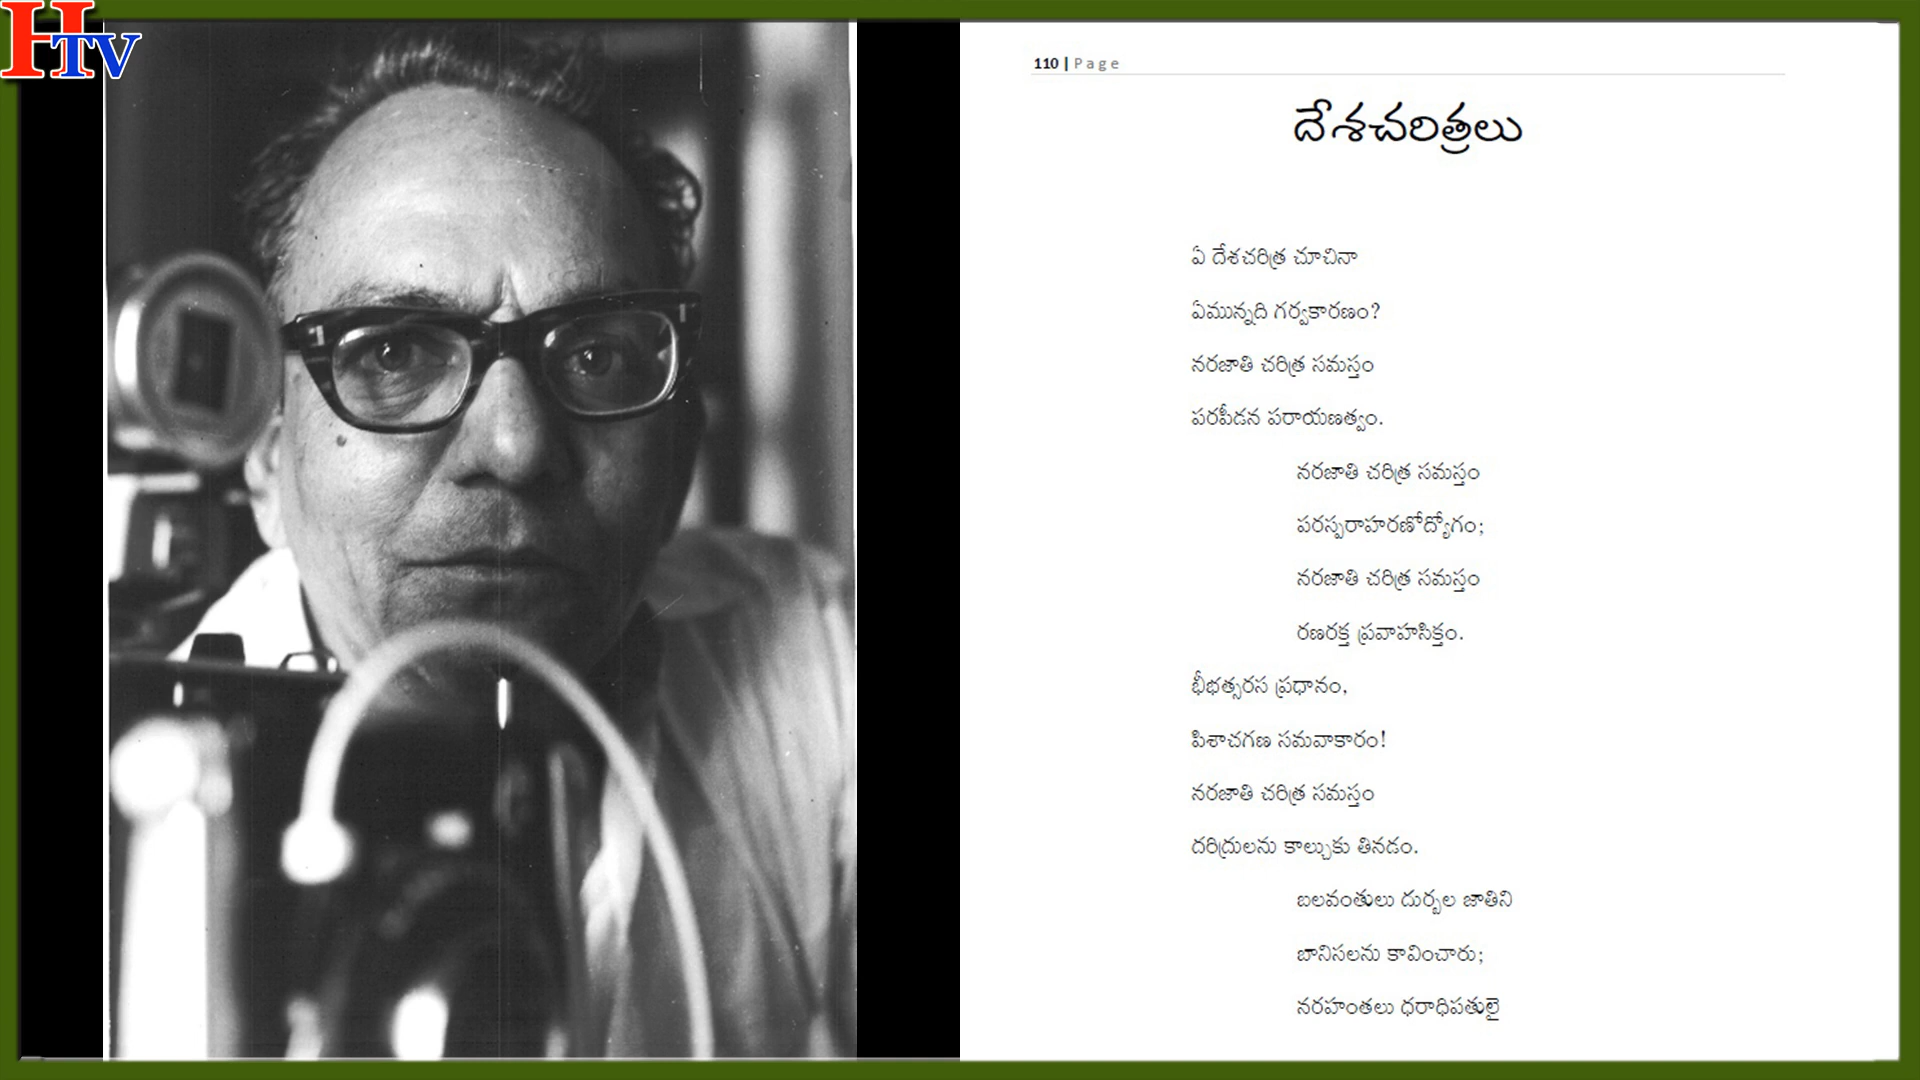 HTV
110 | Page
దేశచరిత్రలు
ఏ దేశచరిత్ర చూచినా
ఏమున్నది గర్వకారణం?
నరజాతి చరిత్ర సమస్తం
పరపీడన పరాయణత్వం.
నరజాతి చరిత్ర సమస్తం
పరస్పరాహరణోద్యోగం;
నరజాతి చరిత్ర సమస్తం
రణరక్త ప్రవాహసిక్తం.
భీభత్సరస ప్రధానం,
పిశాచగణ సమవాకారం!
నరజాతి చరిత్ర సమస్తం
దరిద్రులను కాల్చుకు తినడం.
బలవంతులు దుర్బల జాతిని
బానిసలను కావించారు;
నరహంతలు ధరాధిపతులై